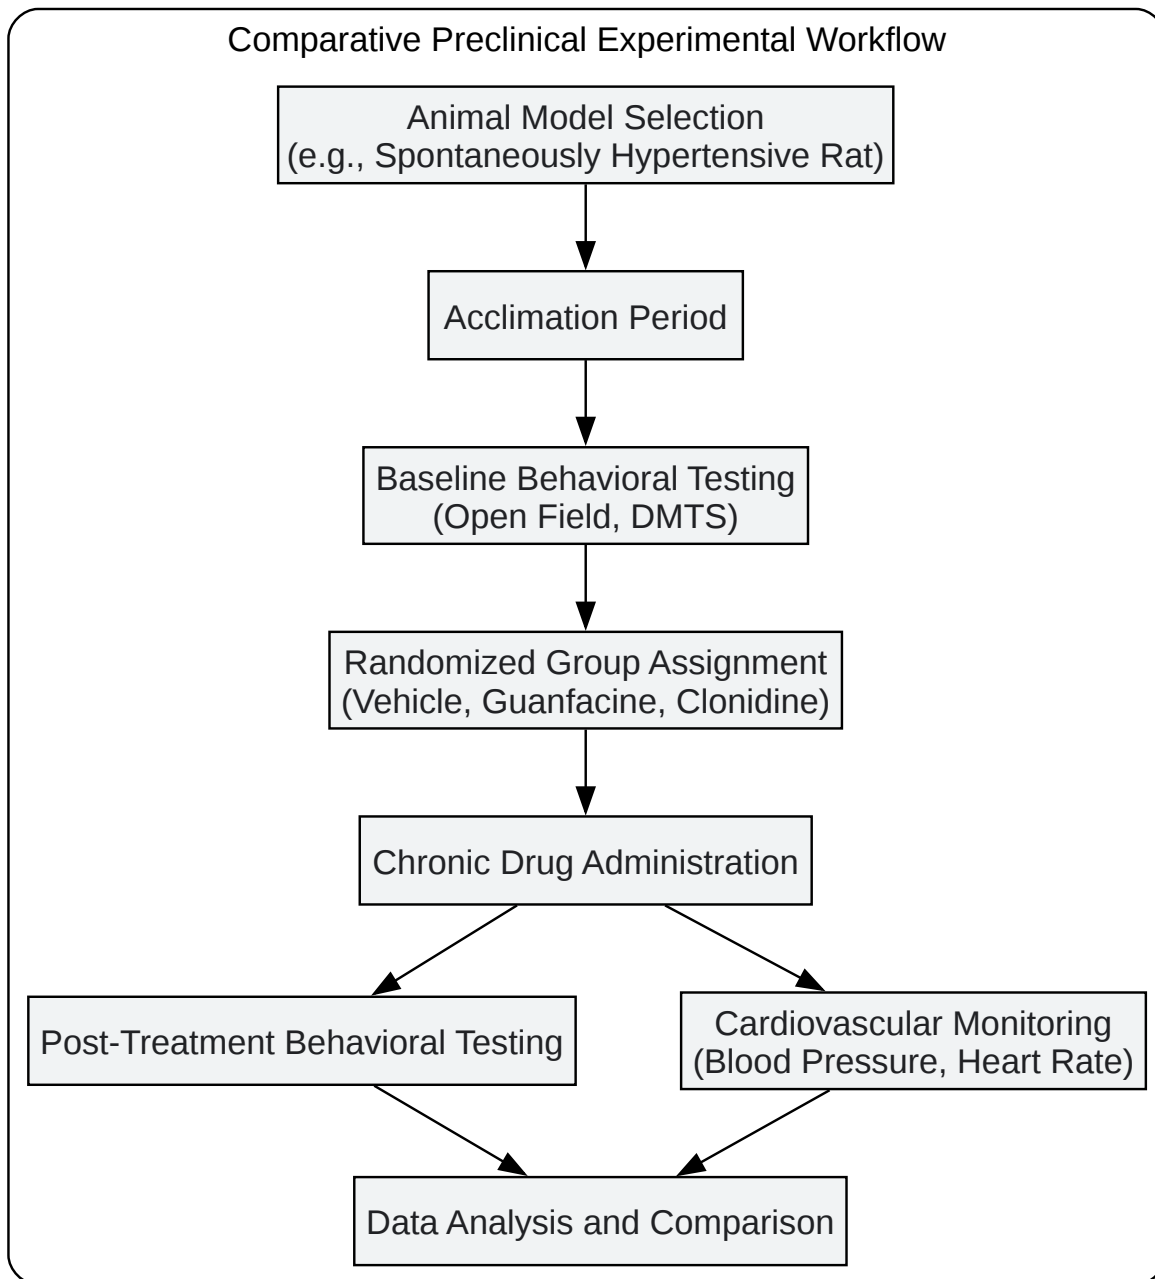 Comparative Preclinical Experimental Workflow
Animal Model Selection
(e.g., Spontaneously Hypertensive Rat)
Acclimation Period
Baseline Behavioral Testing
(Open Field, DMTS)
Randomized Group Assignment
(Vehicle, Guanfacine, Clonidine)
Chronic Drug Administration
Post-Treatment Behavioral Testing
Cardiovascular Monitoring
(Blood Pressure, Heart Rate)
Data Analysis and Comparison